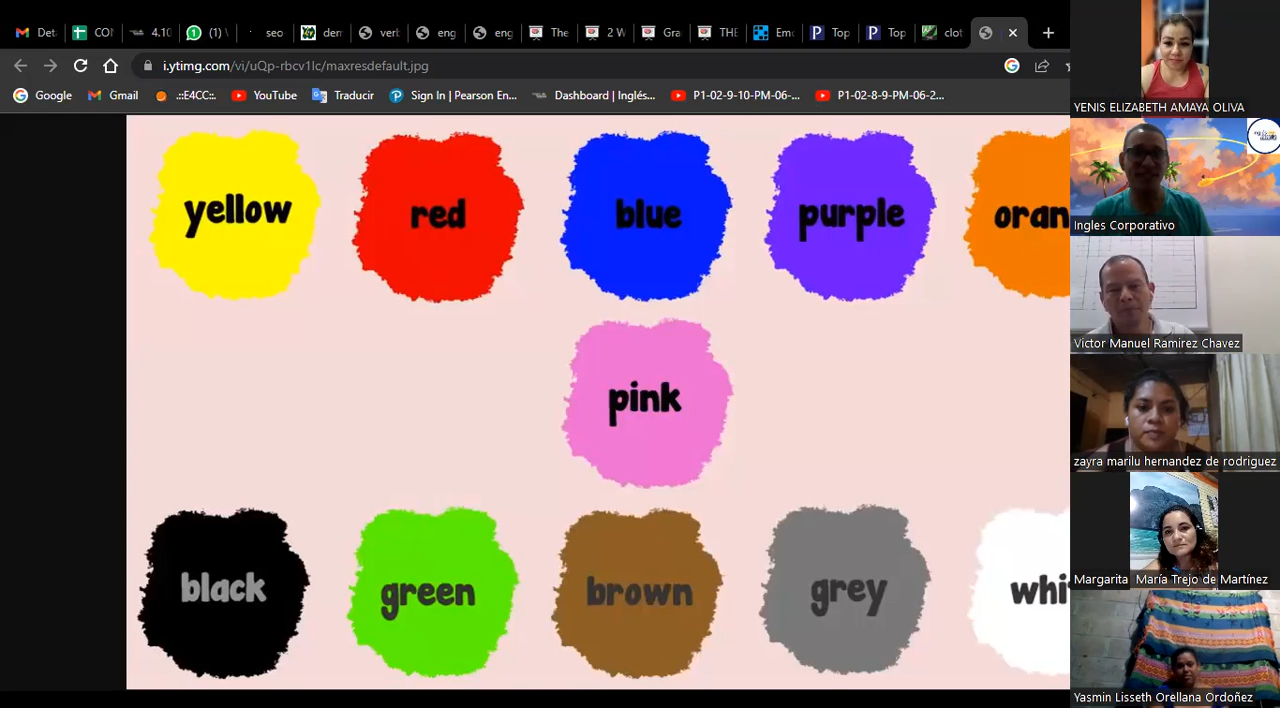 Det
CO
4.10
(1)
seo
der
verb
eng
eng
The
2 W
Gra
THE
Emo
Top
Top
clot
i.ytimg.com/vi/uQp-rbcv1lc/maxresdefault.jpg
Google
Gmail
.::E4CC::.
YouTube
Traducir
Sign In | Pearson En...
Dashboard | Inglés...
P1-02-9-10-PM-06-...
P1-02-8-9-PM-06-2...
yellow
red
blue
purple
oran
pink
black
green
brown
grey
whi
YENIS ELIZABETH AMAYA OLIVA
Ingles Corporativo
Victor Manuel Ramirez Chavez
zayra marilu hernandez de rodriguez
Margarita María Trejo de Martínez
Yasmin Lisseth Orellana Ordoñez